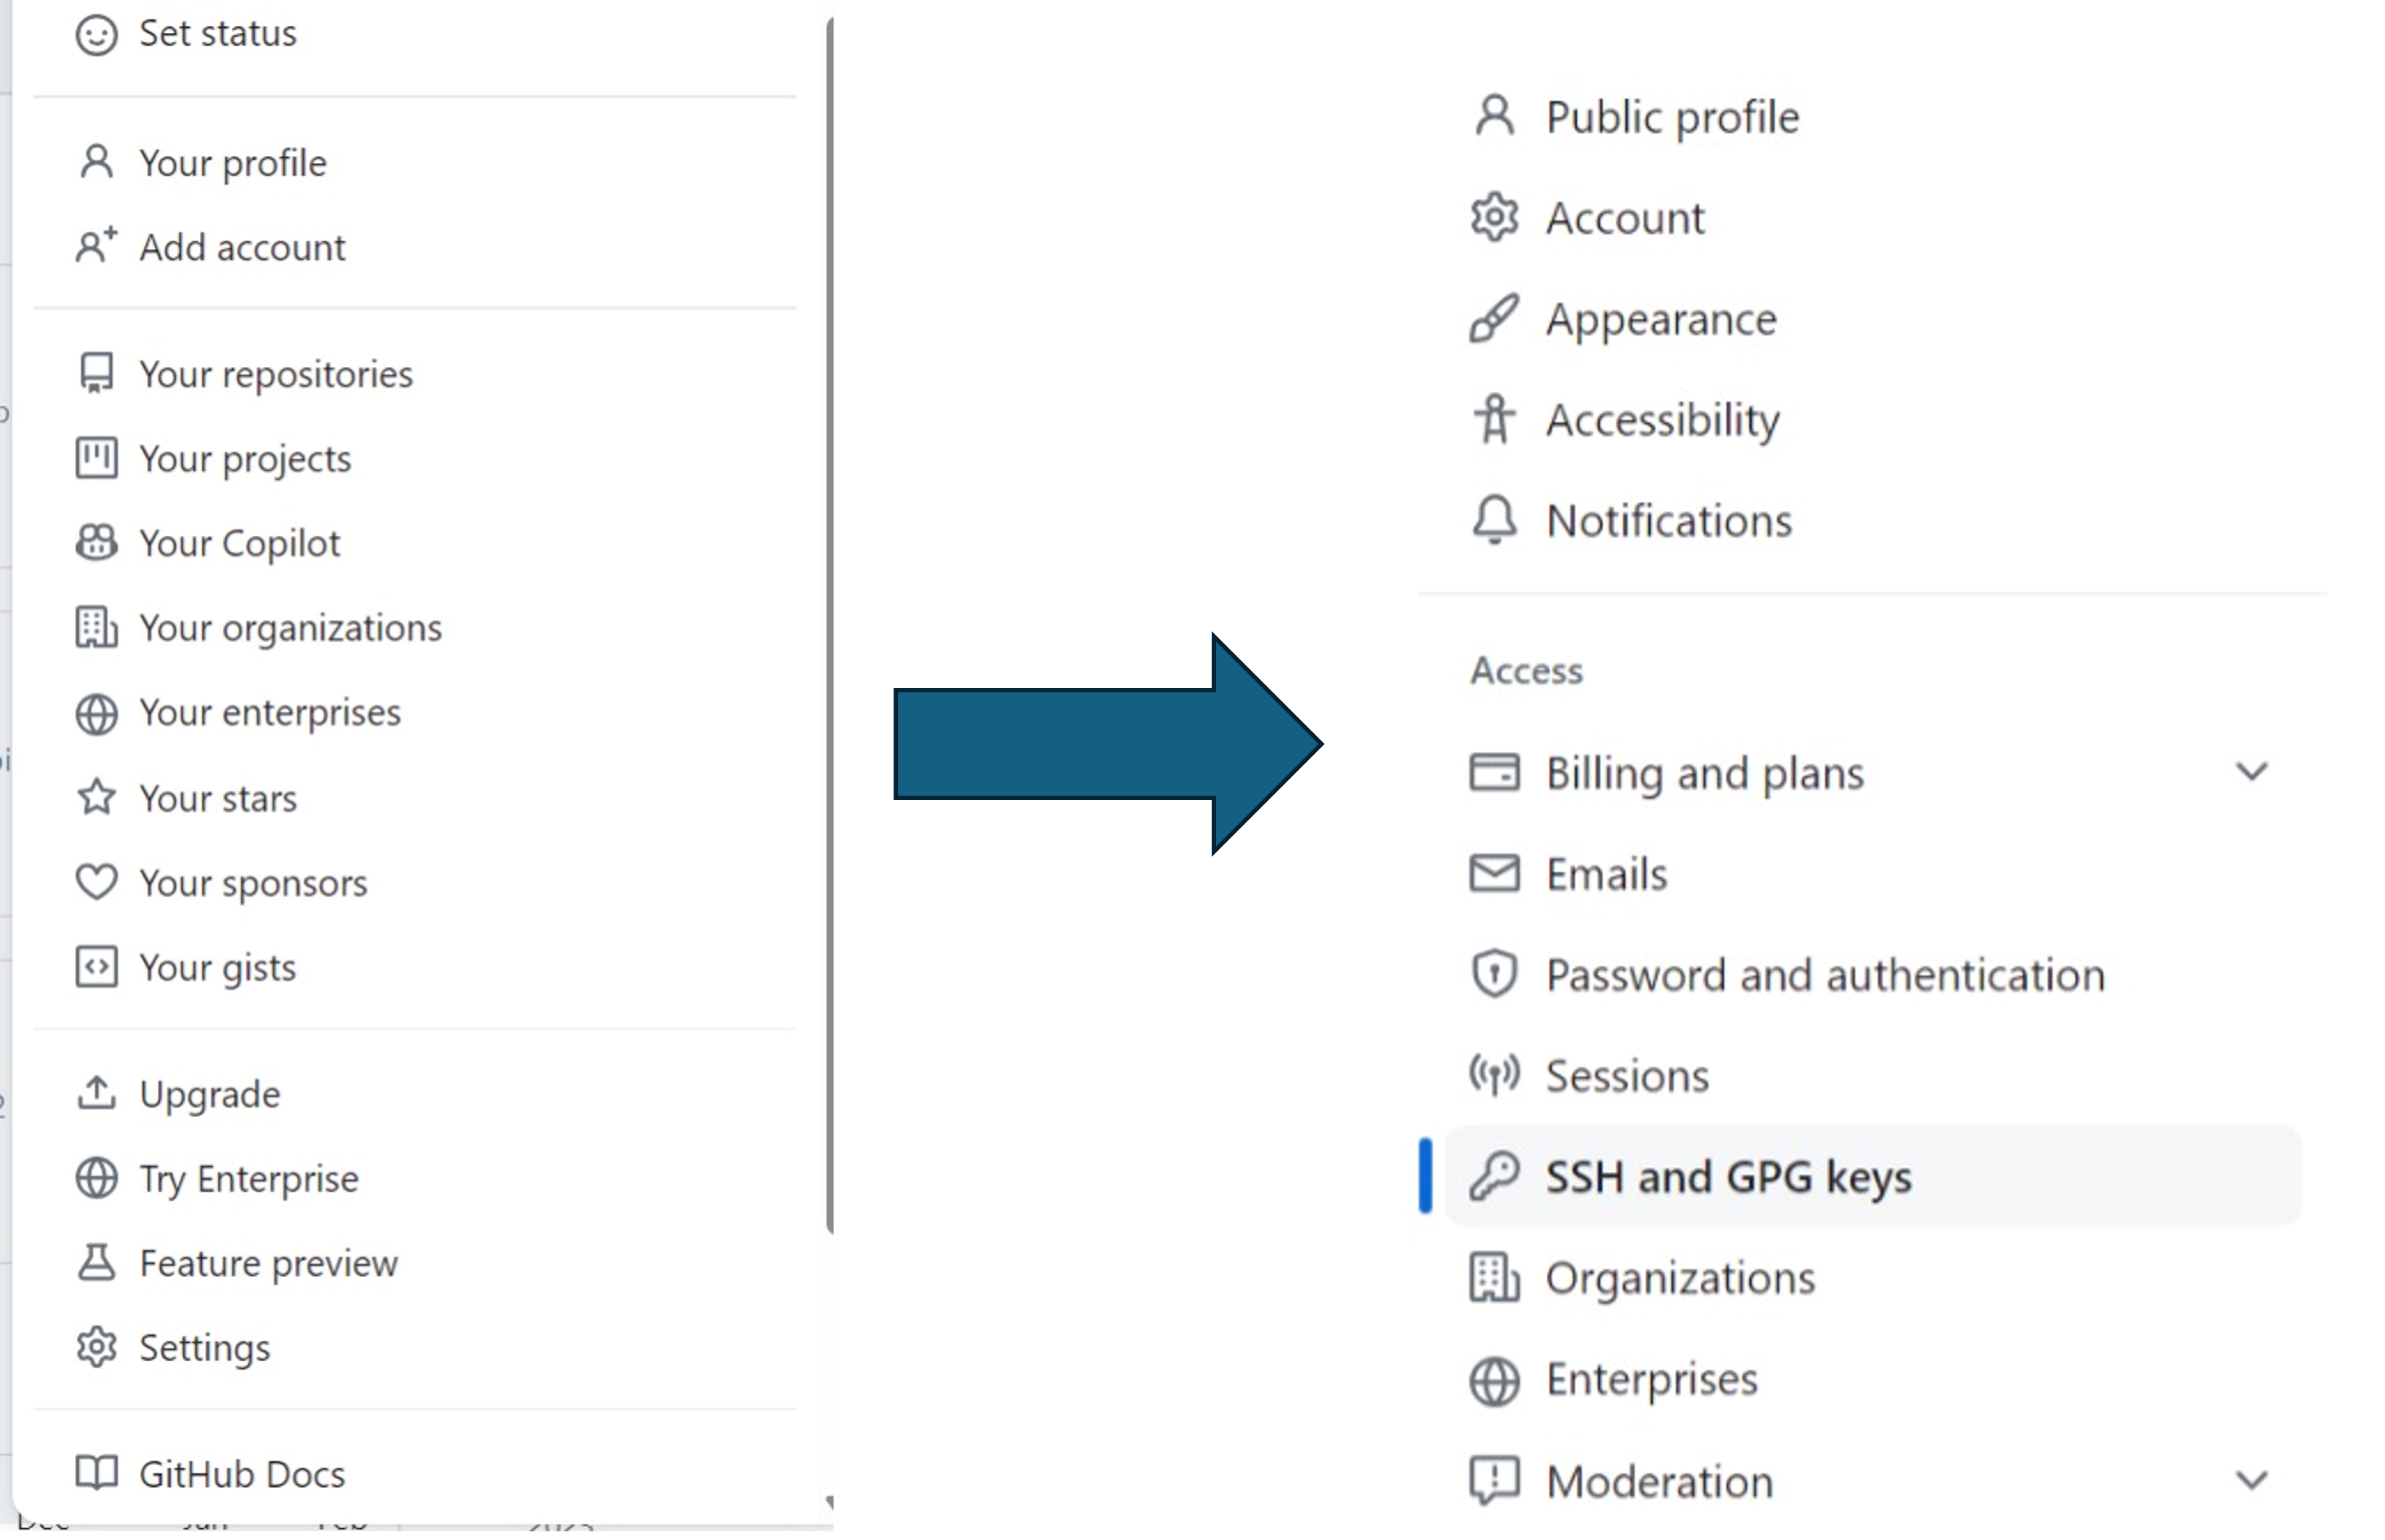 Set status
Your profile
Add account
Your repositories
Your projects
Your Copilot
Your organizations
Your enterprises
Your stars
Your sponsors
Your gists
Upgrade
Try Enterprise
Feature preview
Settings
GitHub Docs
Public profile
Account
Appearance
Accessibility
Notifications
Access
Billing and plans
Emails
Password and authentication
Sessions
SSH and GPG keys
Organizations
Enterprises
Moderation